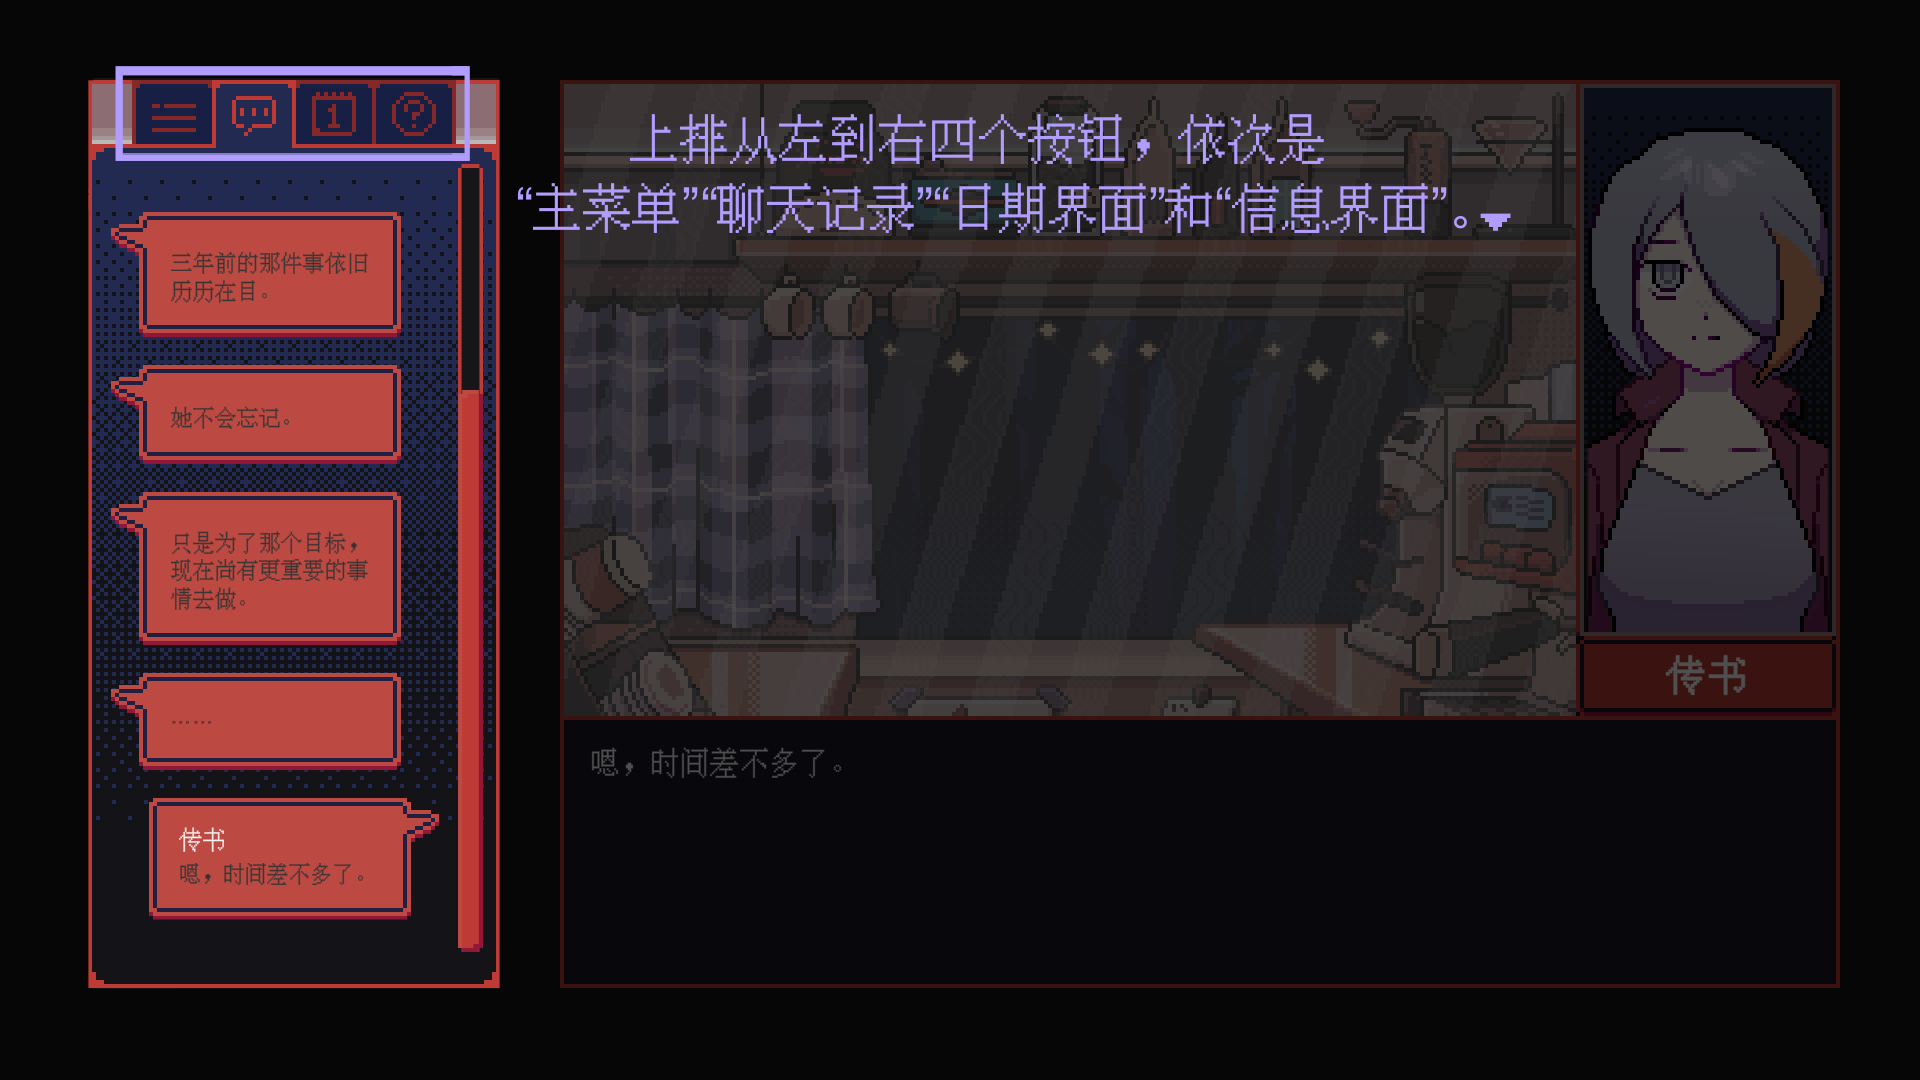 1
?
上排从左到右四个按钮，依次是
“主菜单”“聊天记录”“日期界面”和“信息界面”。
三年前的那件事依旧
历历在目。
她不会忘记。
只是为了那个目标，
现在尚有更重要的事
情去做。
……
传书
嗯，时间差不多了。
传书
嗯，时间差不多了。